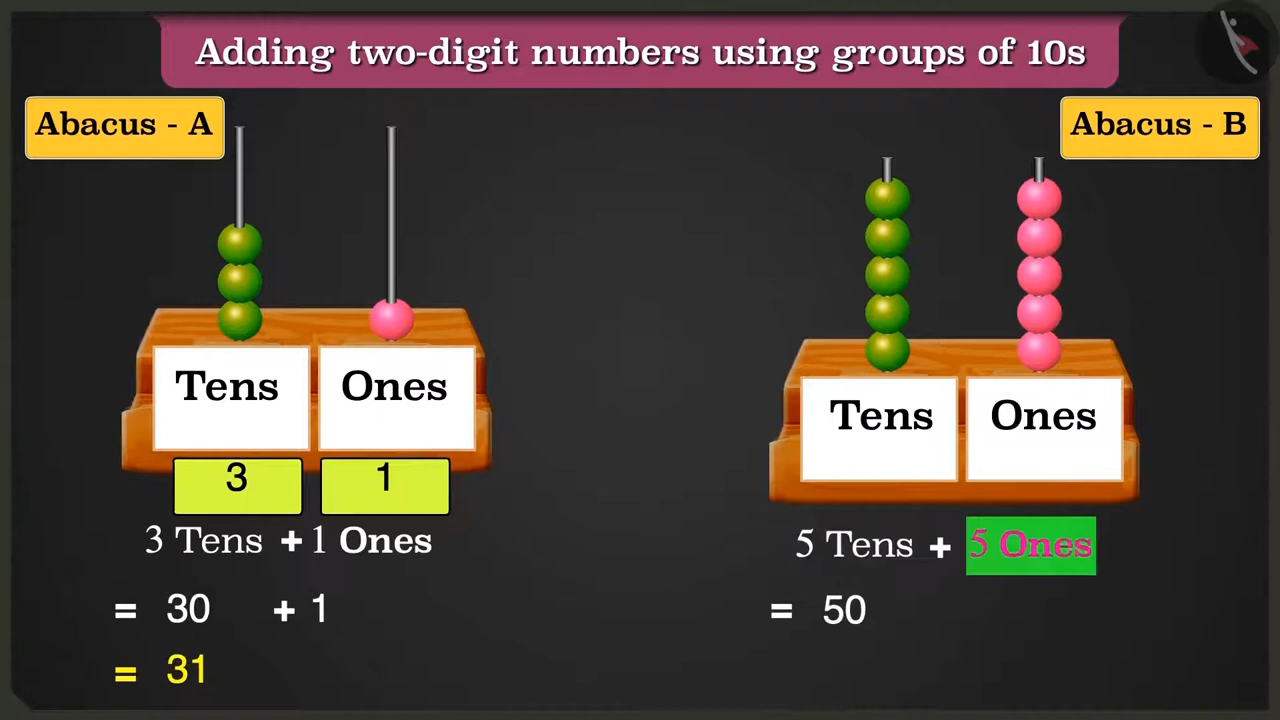 Adding two-digit numbers using groups of 10s
Abacus - A
Abacus - B
Tens Ones
3 1
3 Tens + 1 Ones
= 30 + 1
= 31
Tens Ones
5 Tens + 5 Ones
= 50